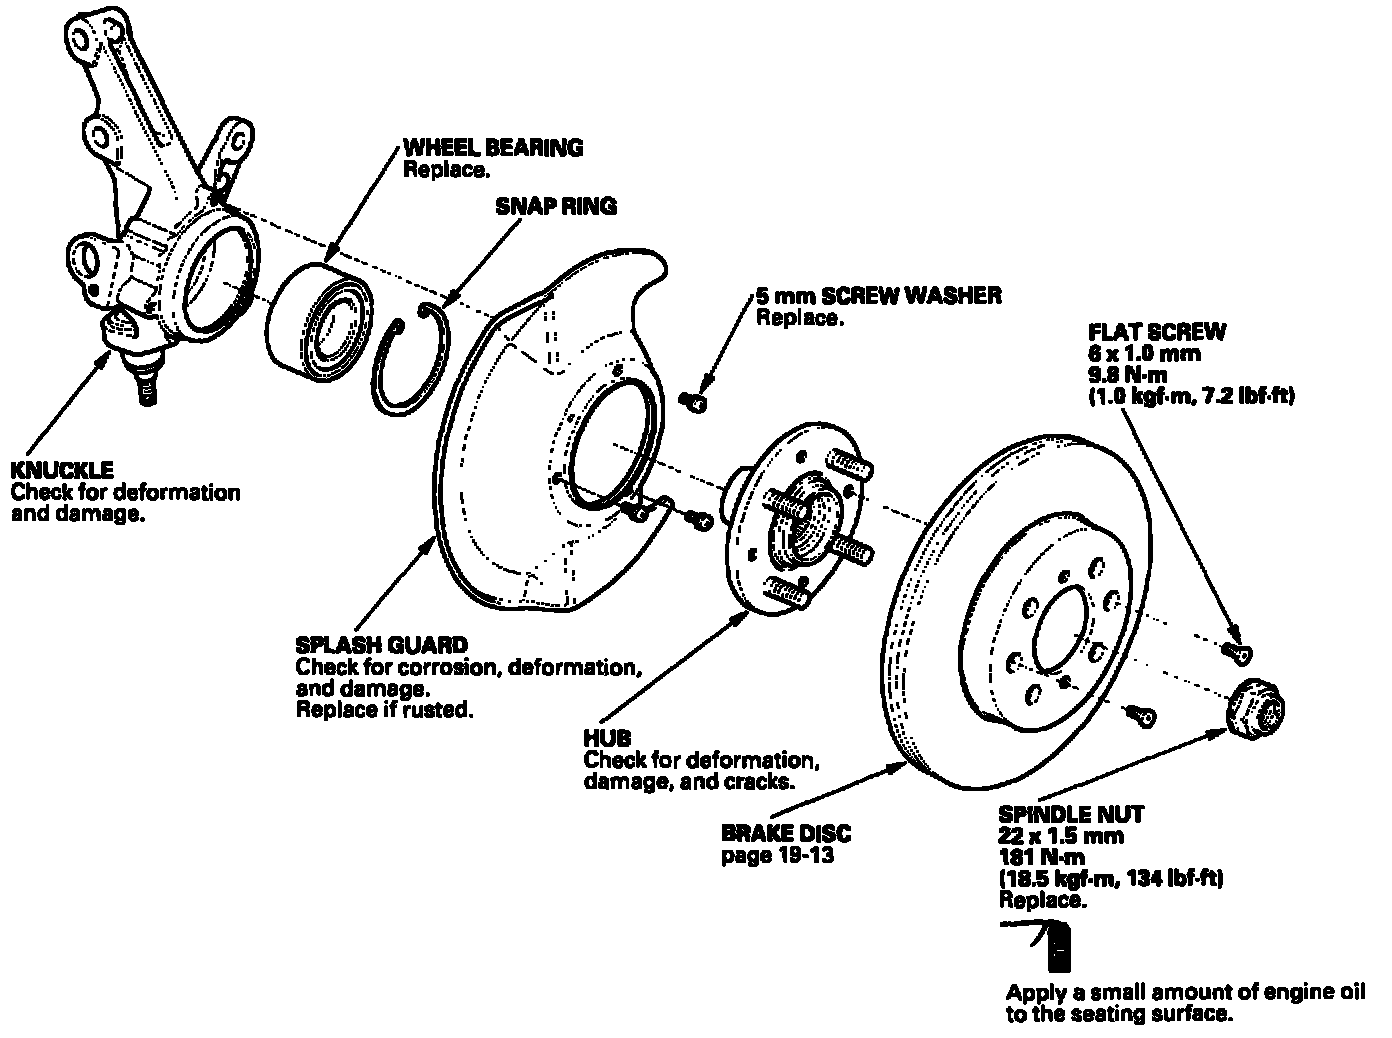 WHEEL BEARING
Replace.
SNAP RING
5 mm SCREW WASHER
Replace.
FLAT SCREW
6 x 1.0 mm
9.8 N·m
(1.0 kgf·m, 7.2 lbf·ft)
KNUCKLE
Check for deformation
and damage.
SPLASH GUARD
Check for corrosion, deformation,
and damage.
Replace if rusted.
HUB
Check for deformation,
damage, and cracks.
BRAKE DISC
page 19-13
SPINDLE NUT
22 x 1.5 mm
181 N·m
(18.5 kgf·m, 134 lbf·ft)
Replace.
Apply a small amount of engine oil
to the seating surface.